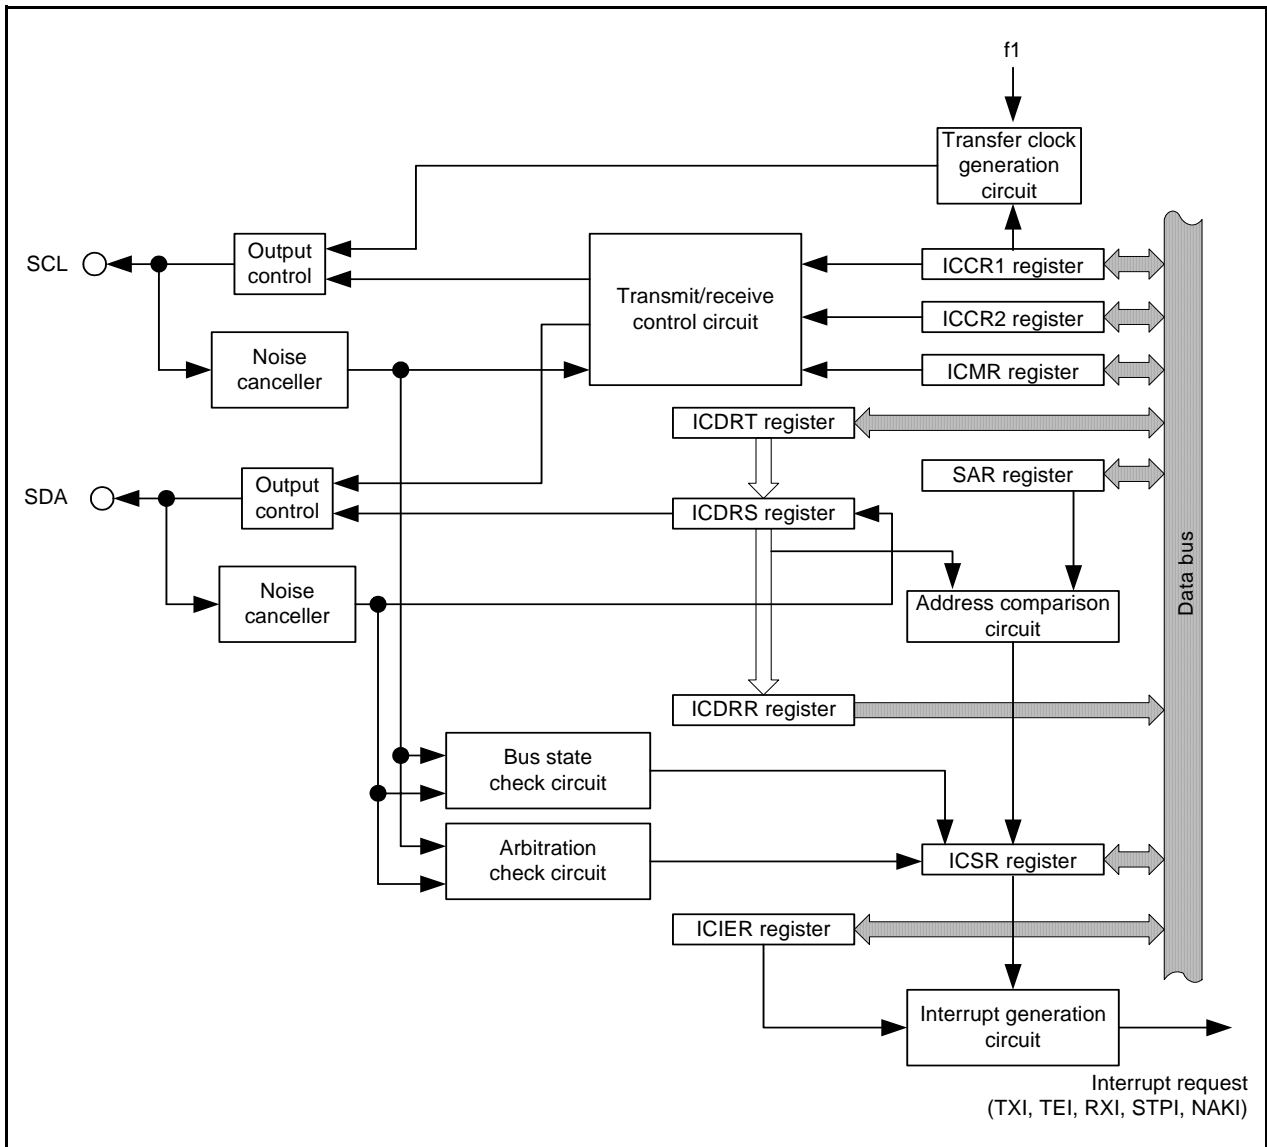 f1
Transfer clock
generation
circuit
SCL
Output
control
Transmit/receive
control circuit
ICCR1 register
ICCR2 register
Noise
canceller
ICMR register
ICDRT register
SAR register
SDA
Output
control
ICDRS register
Data bus
Noise
canceller
Address comparison
circuit
ICDRR register
Bus state
check circuit
Arbitration
check circuit
ICSR register
ICIER register
Interrupt generation
circuit
Interrupt request
(TXI, TEI, RXI, STPI, NAKI)